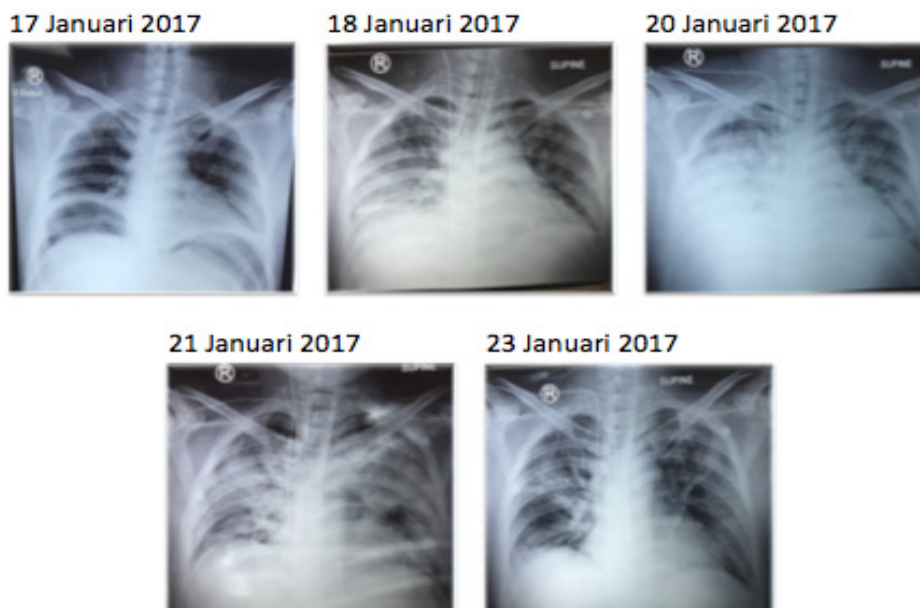 17 Januari 2017
18 Januari 2017
20 Januari 2017
R
R
SUPINE
R
SUPINE
21 Januari 2017
23 Januari 2017
R
SUPINE
R
SUPINE